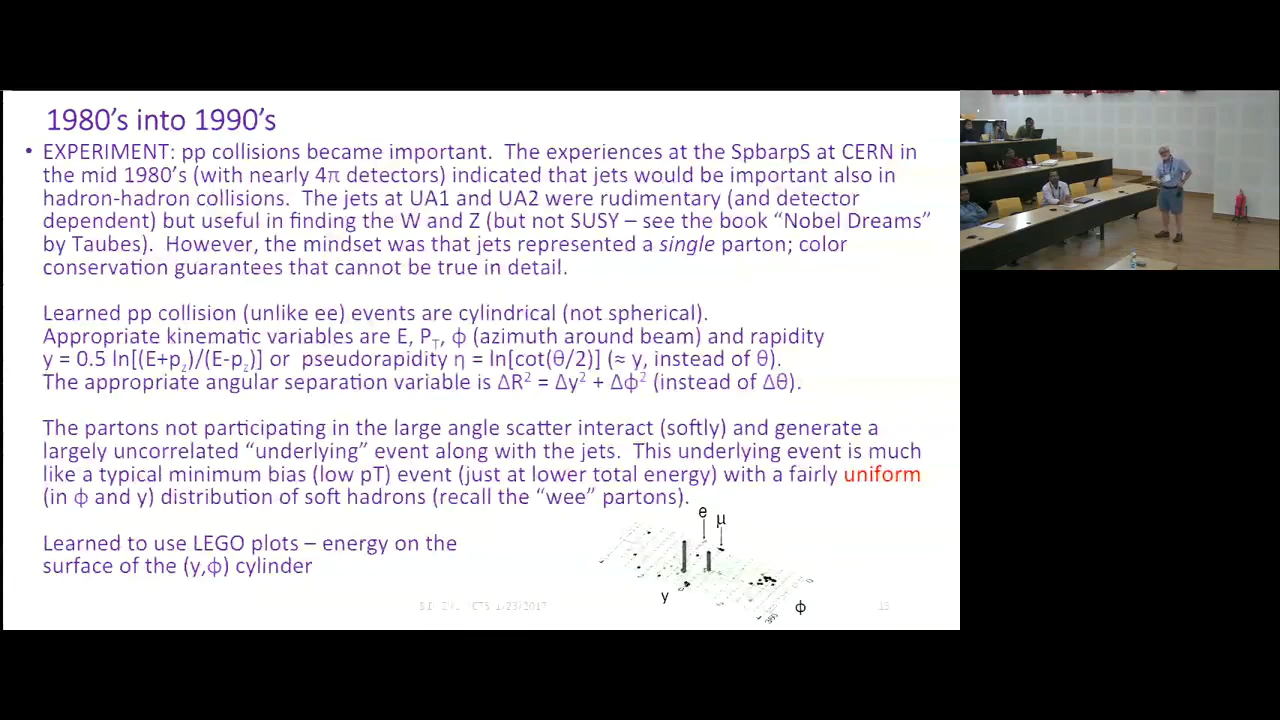 1980’s into 1990’s
• EXPERIMENT: pp collisions became important. The experiences at the SpbarpS at CERN in
the mid 1980’s (with nearly 4π detectors) indicated that jets would be important also in
hadron-hadron collisions. The jets at UA1 and UA2 were rudimentary (and detector
dependent) but useful in finding the W and Z (but not SUSY – see the book “Nobel Dreams”
by Taubes). However, the mindset was that jets represented a single parton; color
conservation guarantees that cannot be true in detail.
Learned pp collision (unlike ee) events are cylindrical (not spherical).
Appropriate kinematic variables are E, P_T, ϕ (azimuth around beam) and rapidity
y = 0.5 ln[(E+p_z)/(E-p_z)] or pseudorapidity η = ln[cot(θ/2)] (≈ y, instead of θ).
The appropriate angular separation variable is ΔR² = Δy² + Δϕ² (instead of Δθ).
The partons not participating in the large angle scatter interact (softly) and generate a
largely uncorrelated “underlying” event along with the jets. This underlying event is much
like a typical minimum bias (low pT) event (just at lower total energy) with a fairly uniform
(in ϕ and y) distribution of soft hadrons (recall the “wee” partons).
Learned to use LEGO plots – energy on the
surface of the (y,ϕ) cylinder
e
μ
y
ϕ
1/23/2017
15